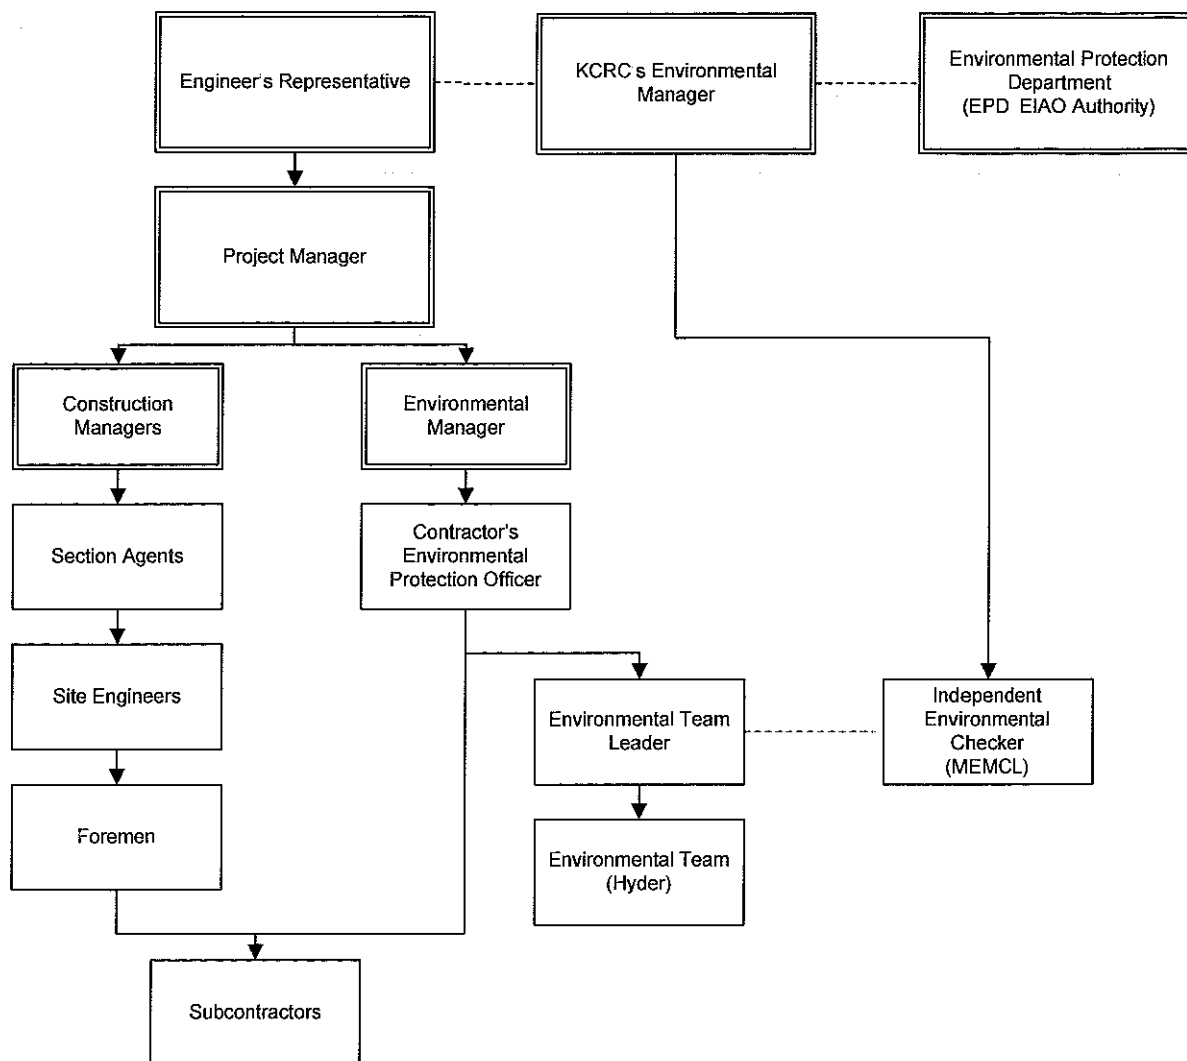 Engineer's Representative
KCRC's Environmental
Manager
Environmental Protection
Department
(EPD EIAO Authority)
Project Manager
Construction
Managers
Environmental
Manager
Section Agents
Contractor's
Environmental
Protection Officer
Site Engineers
Environmental Team
Leader
Independent
Environmental
Checker
(MEMCL)
Foremen
Environmental Team
(Hyder)
Subcontractors